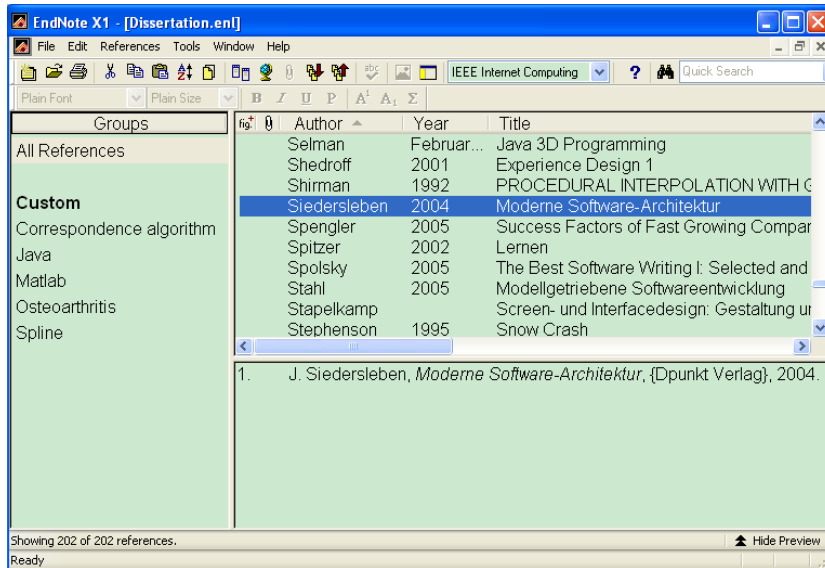 EndNote X1 - [Dissertation.enl]
File Edit References Tools Window Help
IEEE Internet Computing ? Quick Search
Plain Font Plain Size B I U P A¹ A₁ Σ
Groups
All References
Custom
Correspondence algorithm
Java
Matlab
Osteoarthritis
Spline
fig. Author Year Title
Selman Februar... Java 3D Programming
Shedroff 2001 Experience Design 1
Shirman 1992 PROCEDURAL INTERPOLATION WITH
Siedersleben 2004 Moderne Software-Architektur
Spengler 2005 Success Factors of Fast Growing Compar
Spitzer 2002 Lernen
Spolsky 2005 The Best Software Writing I: Selected and
Stahl 2005 Modellgetriebene Softwareentwicklung
Stapelkamp Screen- und Interfacedesign: Gestaltung
Stephenson 1995 Snow Crash
1. J. Siedersleben, Moderne Software-Architektur, {Dpunkt Verlag}, 2004.
Showing 202 of 202 references. Hide Preview
Ready